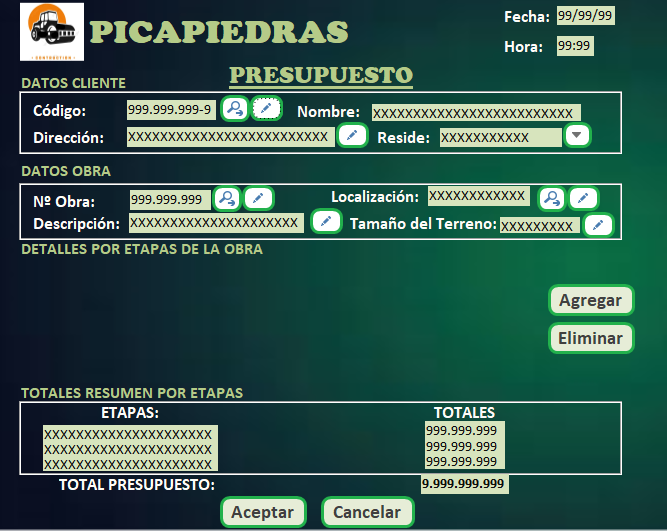 PICAPIEDRAS
Fecha: 99/99/99
Hora: 99:99
PRESUPUESTO
DATOS CLIENTE
Código: 999.999.999-9 Nombre: XXXXXXXXXXXXXXXXXXXXXXXXX
Dirección: XXXXXXXXXXXXXXXXXXXXXXXXX Reside: XXXXXXXXXXX
DATOS OBRA
Nº Obra: 999.999.999 Localización: XXXXXXXXXXXX
Descripción: XXXXXXXXXXXXXXXXXXXXX Tamaño del Terreno: XXXXXXXXX
DETALLES POR ETAPAS DE LA OBRA
Agregar
Eliminar
TOTALES RESUMEN POR ETAPAS
ETAPAS: TOTALES
XXXXXXXXXXXXXXXXXXXXX 999.999.999
XXXXXXXXXXXXXXXXXXXXX 999.999.999
XXXXXXXXXXXXXXXXXXXXX 999.999.999
TOTAL PRESUPUESTO: 9.999.999.999
Aceptar Cancelar